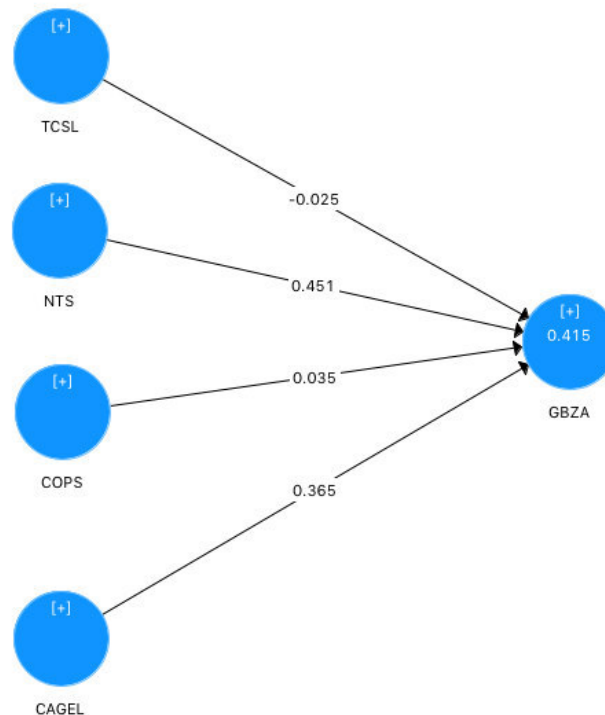 [+]
TCSL
-0.025
[+]
NTS
0.451
[+]
0.415
GBZA
[+]
COPS
0.035
0.365
[+]
CAGEL